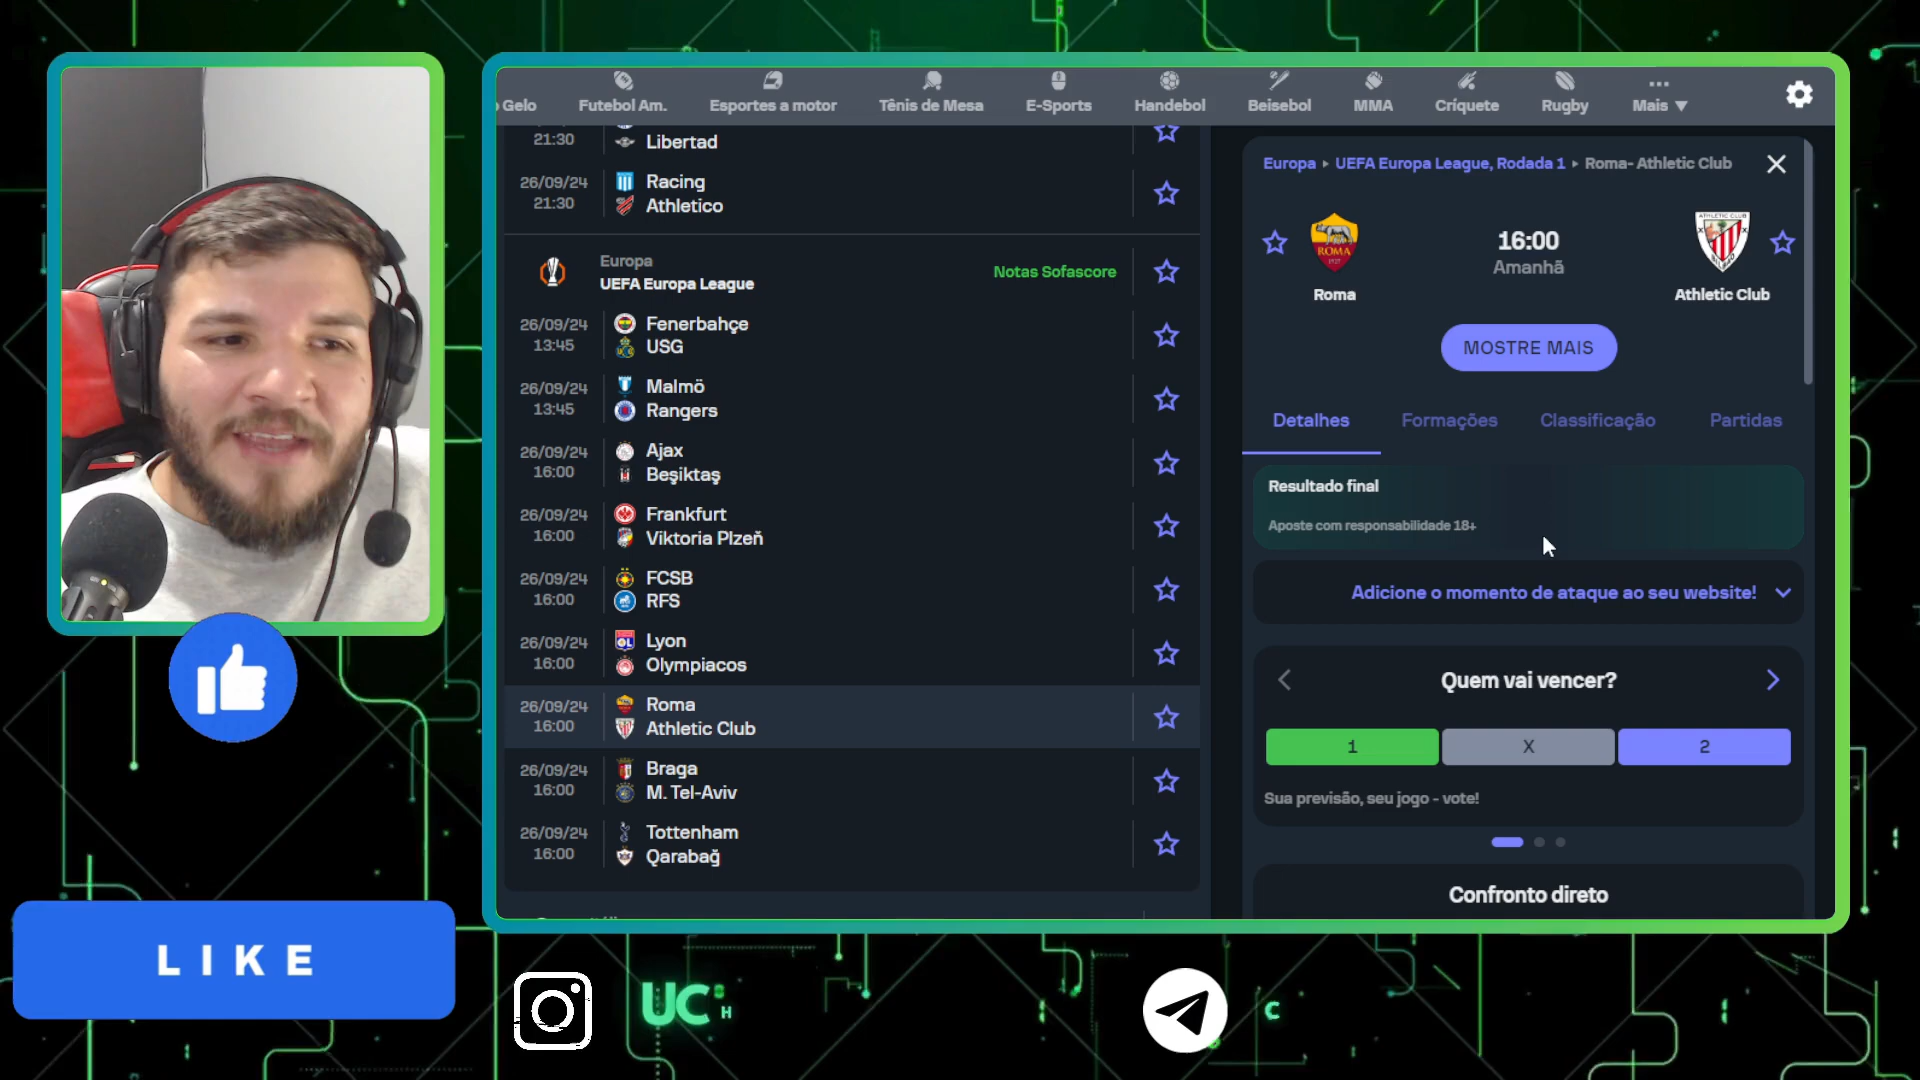 o Gelo
Futebol Am.
Esportes a motor
Tênis de Mesa
E-Sports
Handebol
Beisebol
MMA
Críquete
Rugby
Mais ▼
21:30
Libertad
26/09/24
21:30
Racing
Athletico
Europa
UEFA Europa League
Notas Sofascore
26/09/24
13:45
Fenerbahçe
USG
26/09/24
13:45
Malmö
Rangers
26/09/24
16:00
Ajax
Beşiktaş
26/09/24
16:00
Frankfurt
Viktoria Plzeň
26/09/24
16:00
FCSB
RFS
26/09/24
16:00
Lyon
Olympiacos
26/09/24
16:00
Roma
Athletic Club
26/09/24
16:00
Braga
M. Tel-Aviv
26/09/24
16:00
Tottenham
Qarabağ
Europa ▸ UEFA Europa League, Rodada 1 ▸ Roma- Athletic Club
ROMA
1927
ATHLETIC CLUB
BILBAO
16:00
Amanhã
Roma
Athletic Club
MOSTRE MAIS
Detalhes
Formações
Classificação
Partidas
Resultado final
Aposte com responsabilidade 18+
Adicione o momento de ataque ao seu website!
Quem vai vencer?
1
X
2
Sua previsão, seu jogo - vote!
Confronto direto
LIKE
UC
H
C